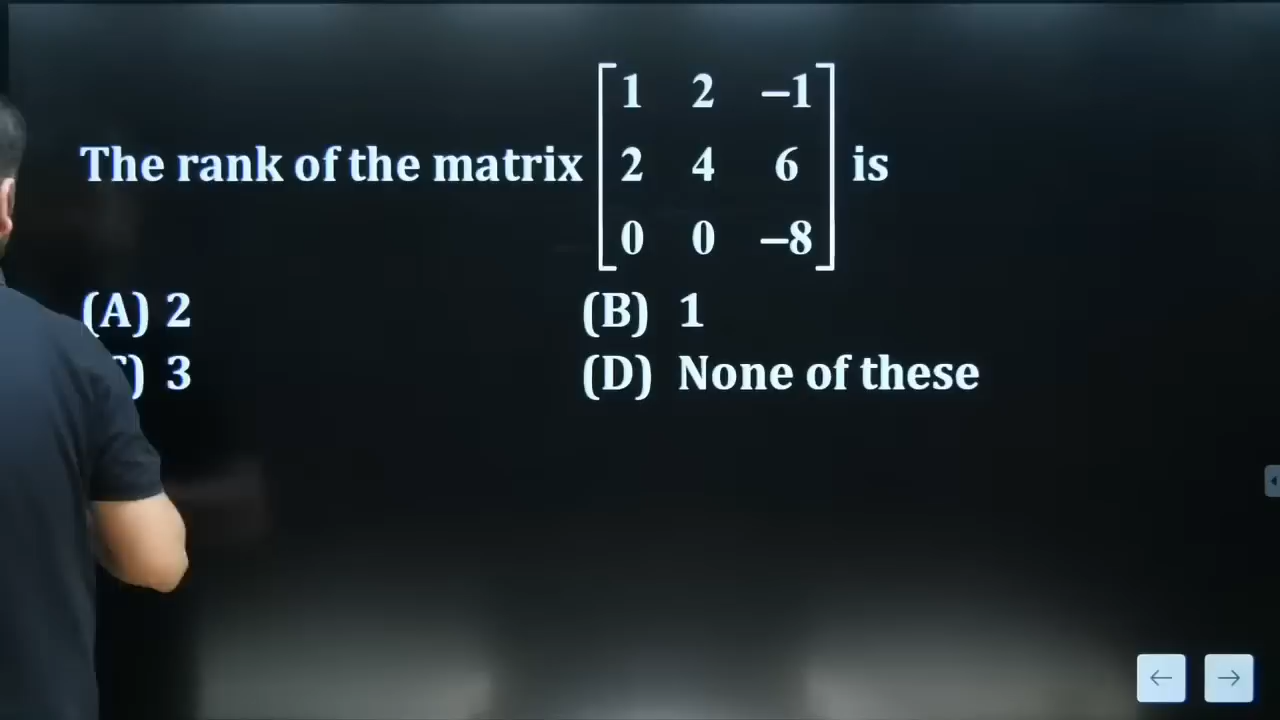 The rank of the matrix [1 2 –1
2 4 6
0 0 –8] is
(A) 2 (B) 1
) 3 (D) None of these